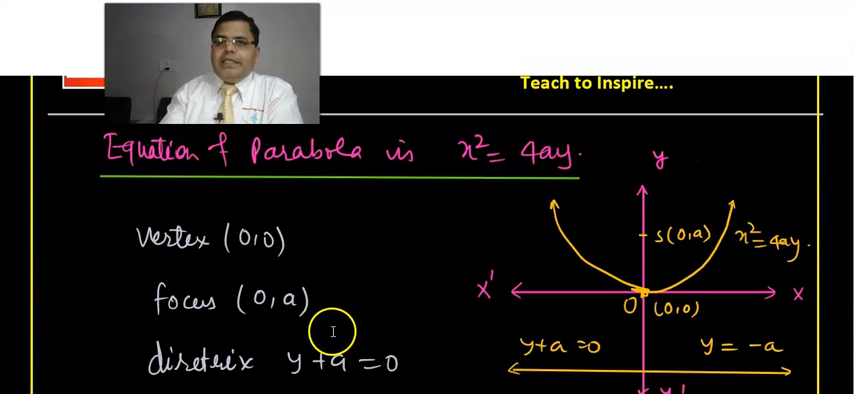 Teach to Inspire....
Equation of Parabola is x² = 4ay.
vertex (0,0)
focus (0,a)
diretrix y+a=0
y
S(0,a)
x²=4ay.
X'
X
O
(0,0)
y+a=0
y=-a
y'